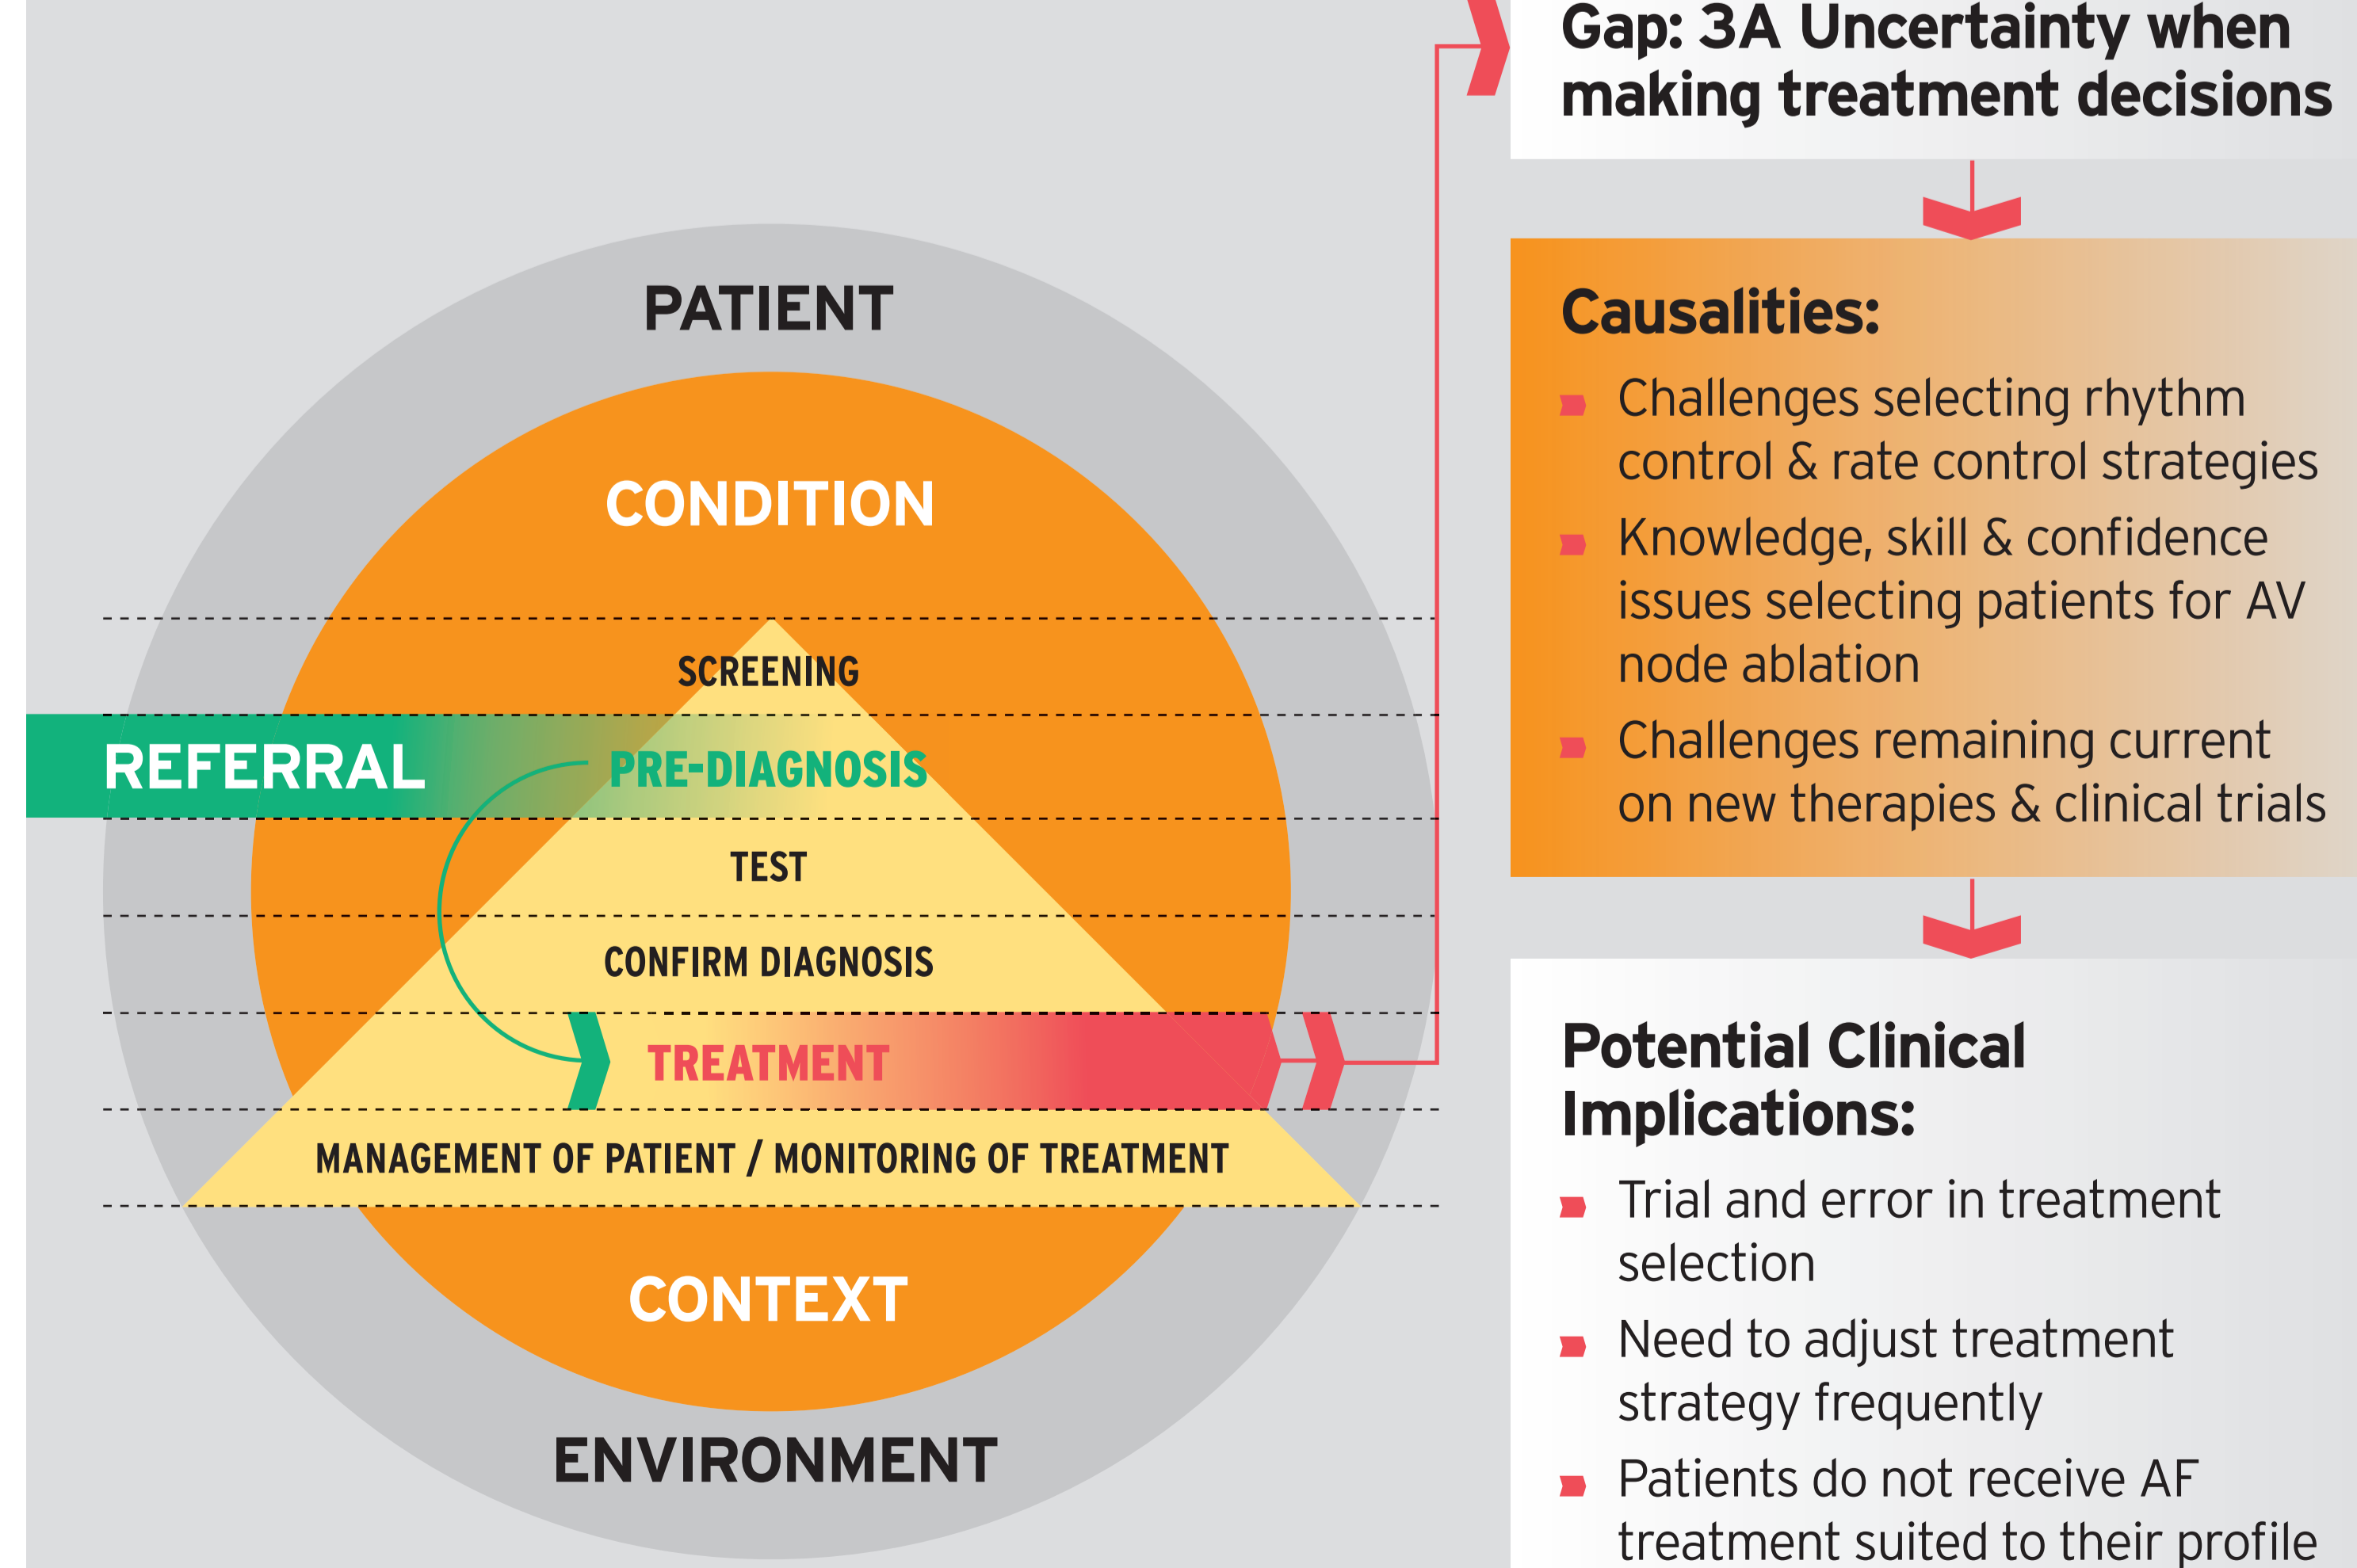 PATIENT
CONDITION
SCREENING
REFERRAL
PRE-DIAGNOSIS
TEST
CONFIRM DIAGNOSIS
TREATMENT
MANAGEMENT OF PATIENT / MONITORING OF TREATMENT
CONTEXT
ENVIRONMENT
Gap: 3A Uncertainty when
making treatment decisions
Causalities:
Challenges selecting rhythm
control & rate control strategies
Knowledge, skill & confidence
issues selecting patients for AV
node ablation
Challenges remaining current
on new therapies & clinical trials
Potential Clinical
Implications:
Trial and error in treatment
selection
Need to adjust treatment
strategy frequently
Patients do not receive AF
treatment suited to their profile